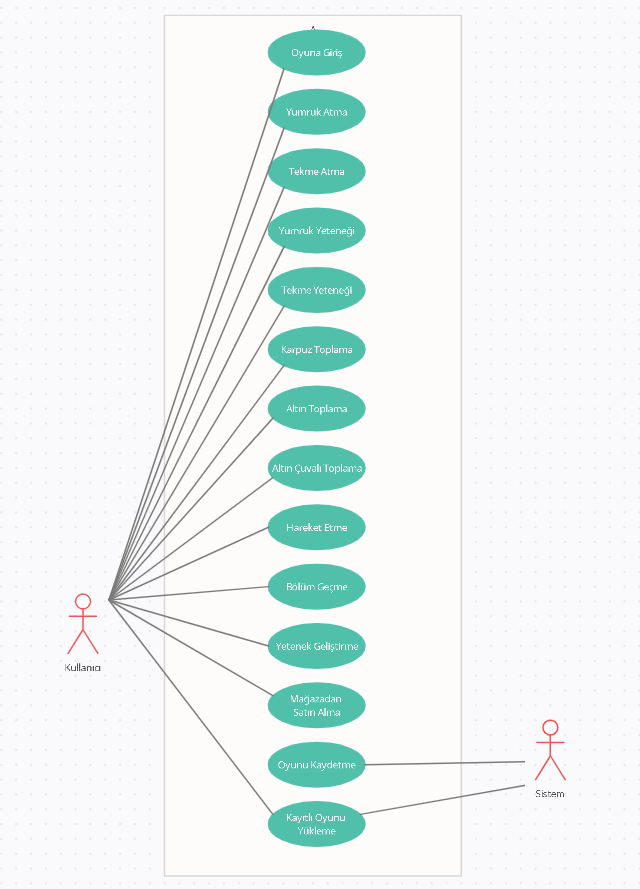 Oyuna Giriş
Yumruk Atma
Tekme Atma
Yumruk Yeteneği
Tekme Yeteneği
Karpuz Toplama
Altın Toplama
Altın Çuvalı Toplama
Hareket Etme
Bölüm Geçme
Yetenek Geliştirme
Mağazadan
Satın Alma
Oyunu Kaydetme
Kayıtlı Oyunu
Yükleme
Kullanıcı
Sistem